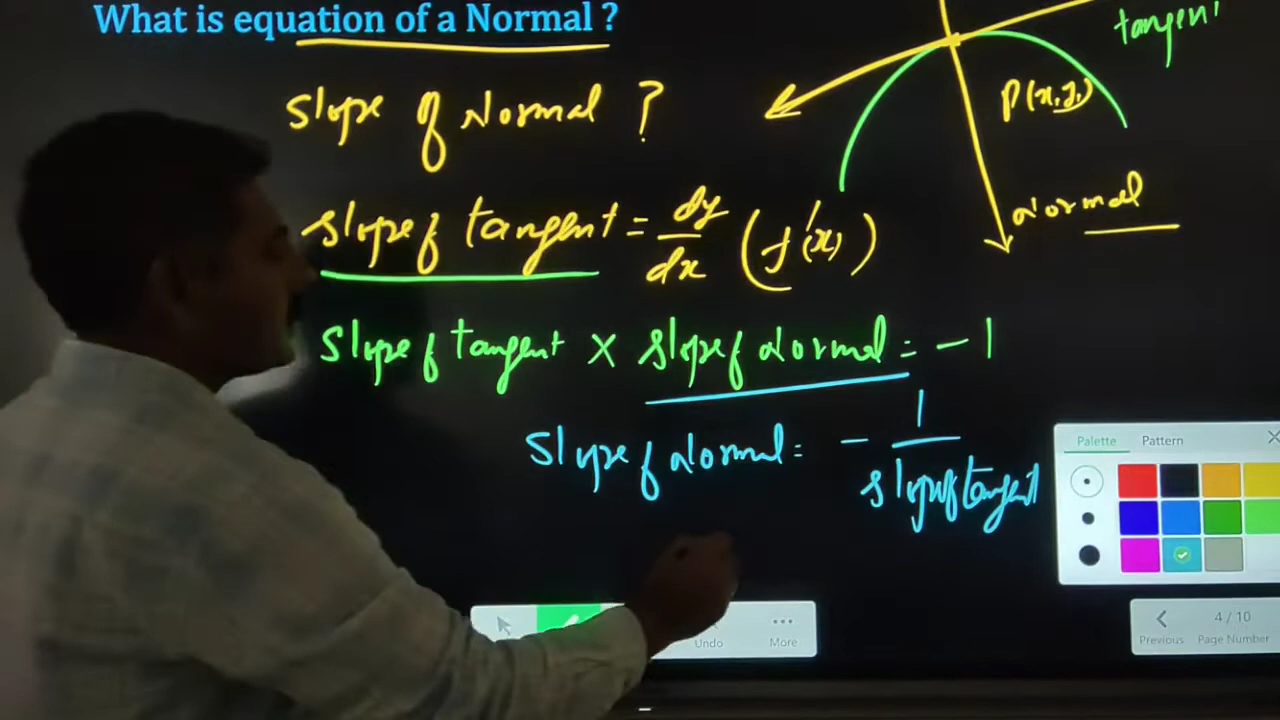 What is equation of a Normal ?
tangent
slope of Normal ?
P(x, y,)
Normal
slope of tangent = dy/dx (f'(x))
slope of tangent x slope of Normal = -1
slope of Normal = - 1/slope of tangent
Palette Pattern
Undo
More
4 / 10
Previous Page Number